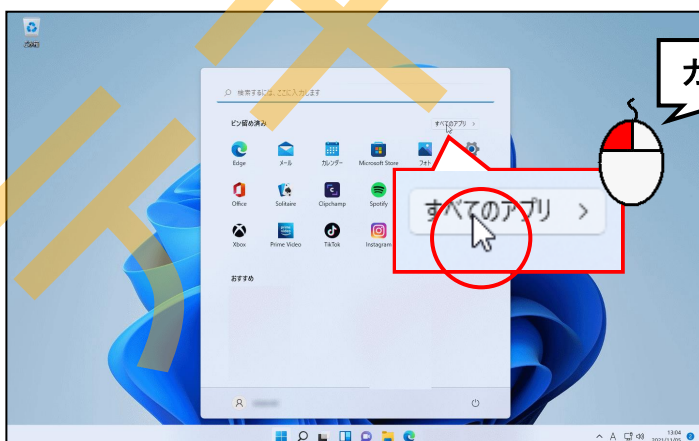 ごみ箱
検索するには、ここに入力します
ピン留め済み
すべてのアプリ >
Edge
メール
カレンダー
Microsoft Store
フォト
Office
Solitaire
Clipchamp
Spotify
Xbox
Prime Video
TikTok
Instagram
すべてのアプリ >
おすすめ
A
13:04